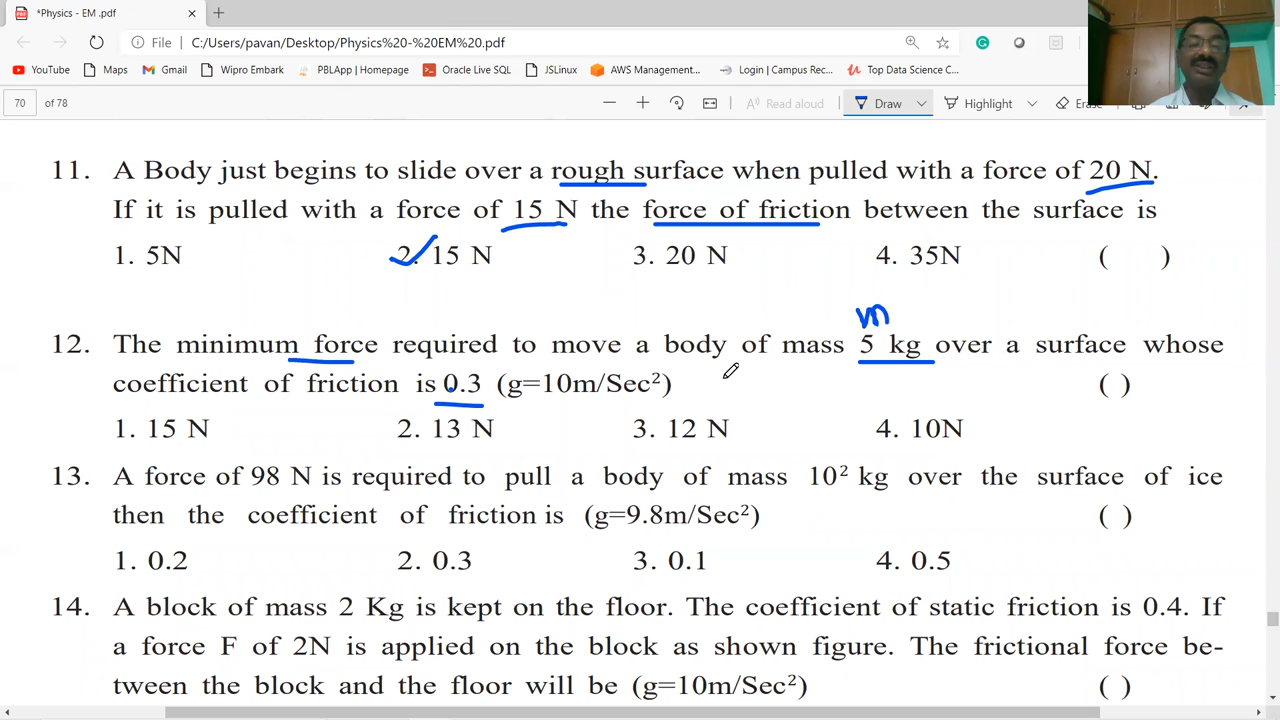 *Physics - EM .pdf
File C:/Users/pavan/Desktop/Physics%20-%20EM%20.pdf
YouTube Maps Gmail Wipro Embark PBLApp | Homepage Oracle Live SQL JSLinux AWS Management... Login | Campus Rec... Top Data Science C...
70 of 78 Read aloud Draw Highlight Erase
11. A Body just begins to slide over a rough surface when pulled with a force of 20 N.
If it is pulled with a force of 15 N the force of friction between the surface is
1. 5N 2. 15 N 3. 20 N 4. 35N ( )
m
12. The minimum force required to move a body of mass 5 kg over a surface whose
coefficient of friction is 0.3 (g=10m/Sec²) ( )
1. 15 N 2. 13 N 3. 12 N 4. 10N
13. A force of 98 N is required to pull a body of mass 10² kg over the surface of ice
then the coefficient of friction is (g=9.8m/Sec²) ( )
1. 0.2 2. 0.3 3. 0.1 4. 0.5
14. A block of mass 2 Kg is kept on the floor. The coefficient of static friction is 0.4. If
a force F of 2N is applied on the block as shown figure. The frictional force be-
tween the block and the floor will be (g=10m/Sec²) ( )